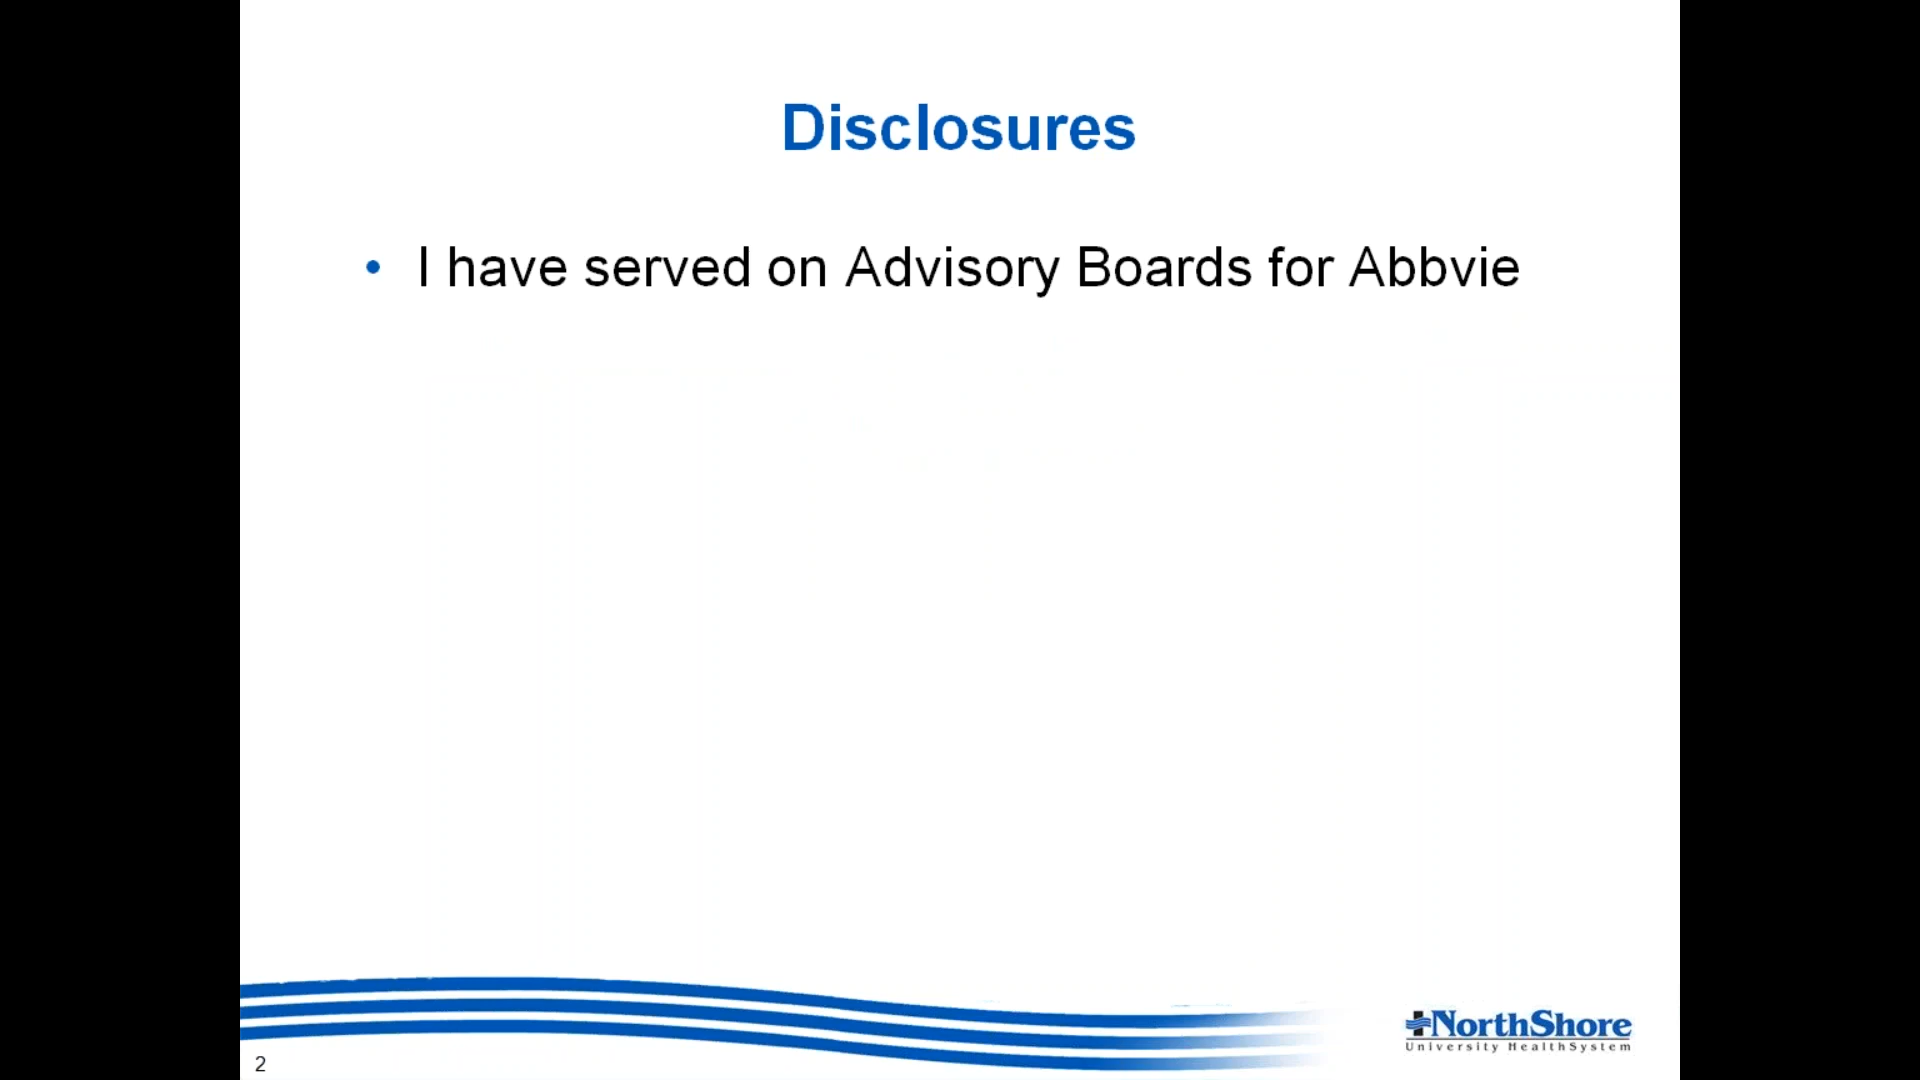 Disclosures
• I have served on Advisory Boards for Abbvie
NorthShore
University HealthSystem
2